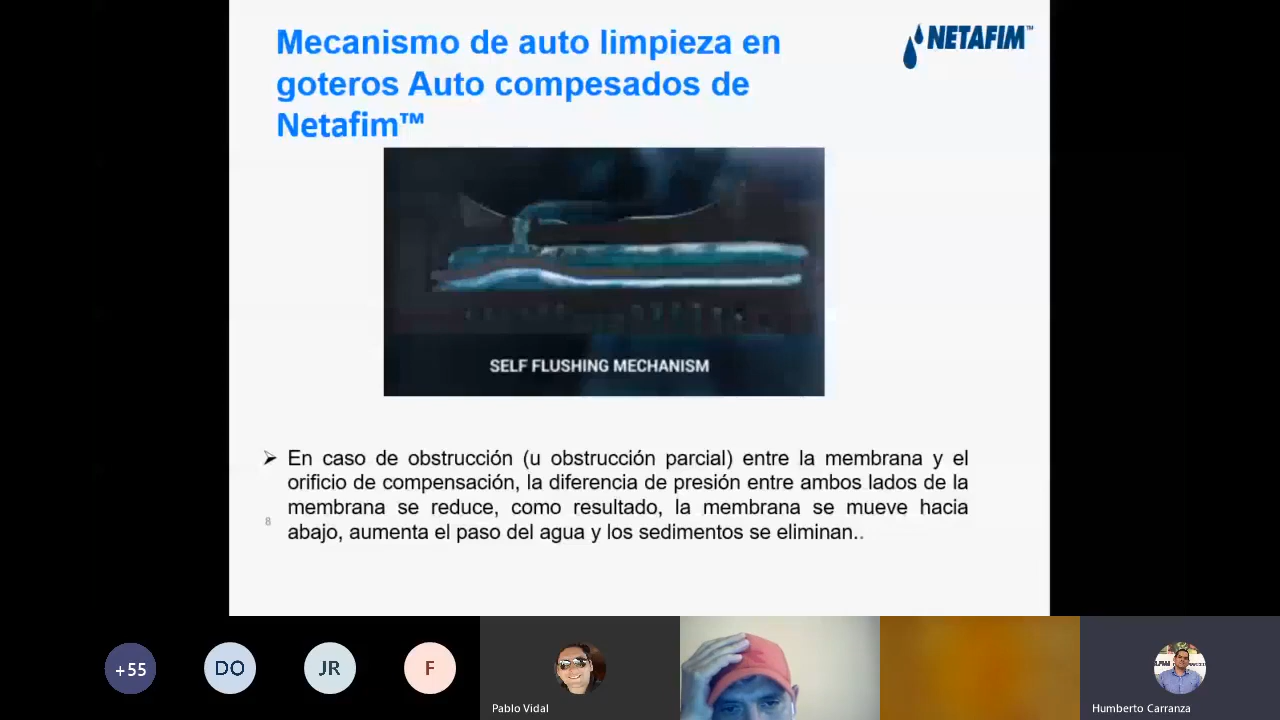 Mecanismo de auto limpieza en
goteros Auto compesados de
Netafim™
NETAFIM™
SELF FLUSHING MECHANISM
➤ En caso de obstrucción (u obstrucción parcial) entre la membrana y el
orificio de compensación, la diferencia de presión entre ambos lados de la
membrana se reduce, como resultado, la membrana se mueve hacia
abajo, aumenta el paso del agua y los sedimentos se eliminan..
8
+55
DO
JR
F
Pablo Vidal
Humberto Carranza